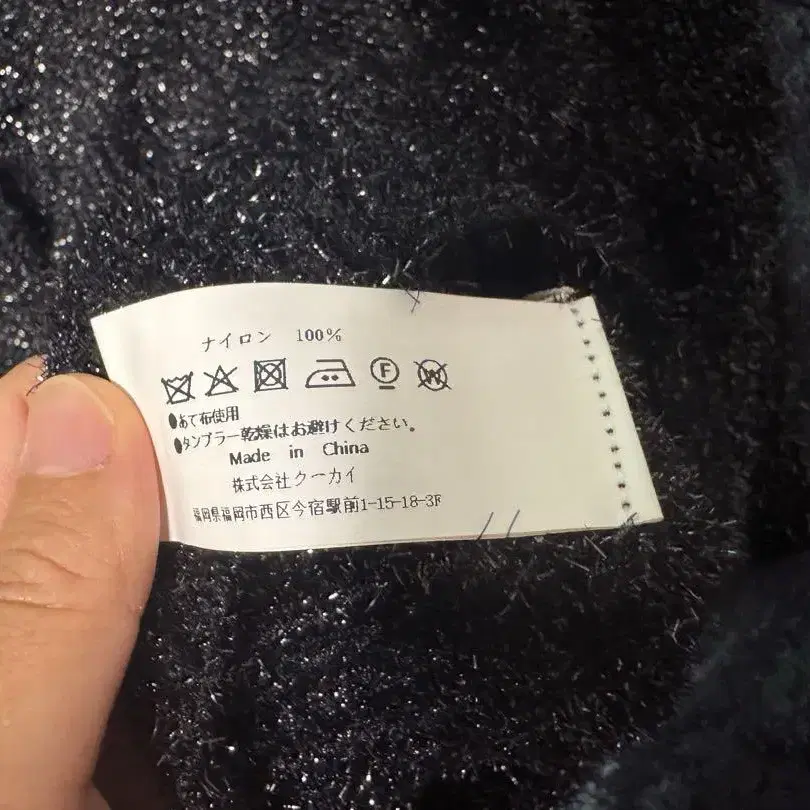 ナイロン 100%
F W
●あて布使用
●タンブラー乾燥はお避けください。
Made in China
株式会社クーカイ
福岡県福岡市西区今宿駅前1-15-18-3F